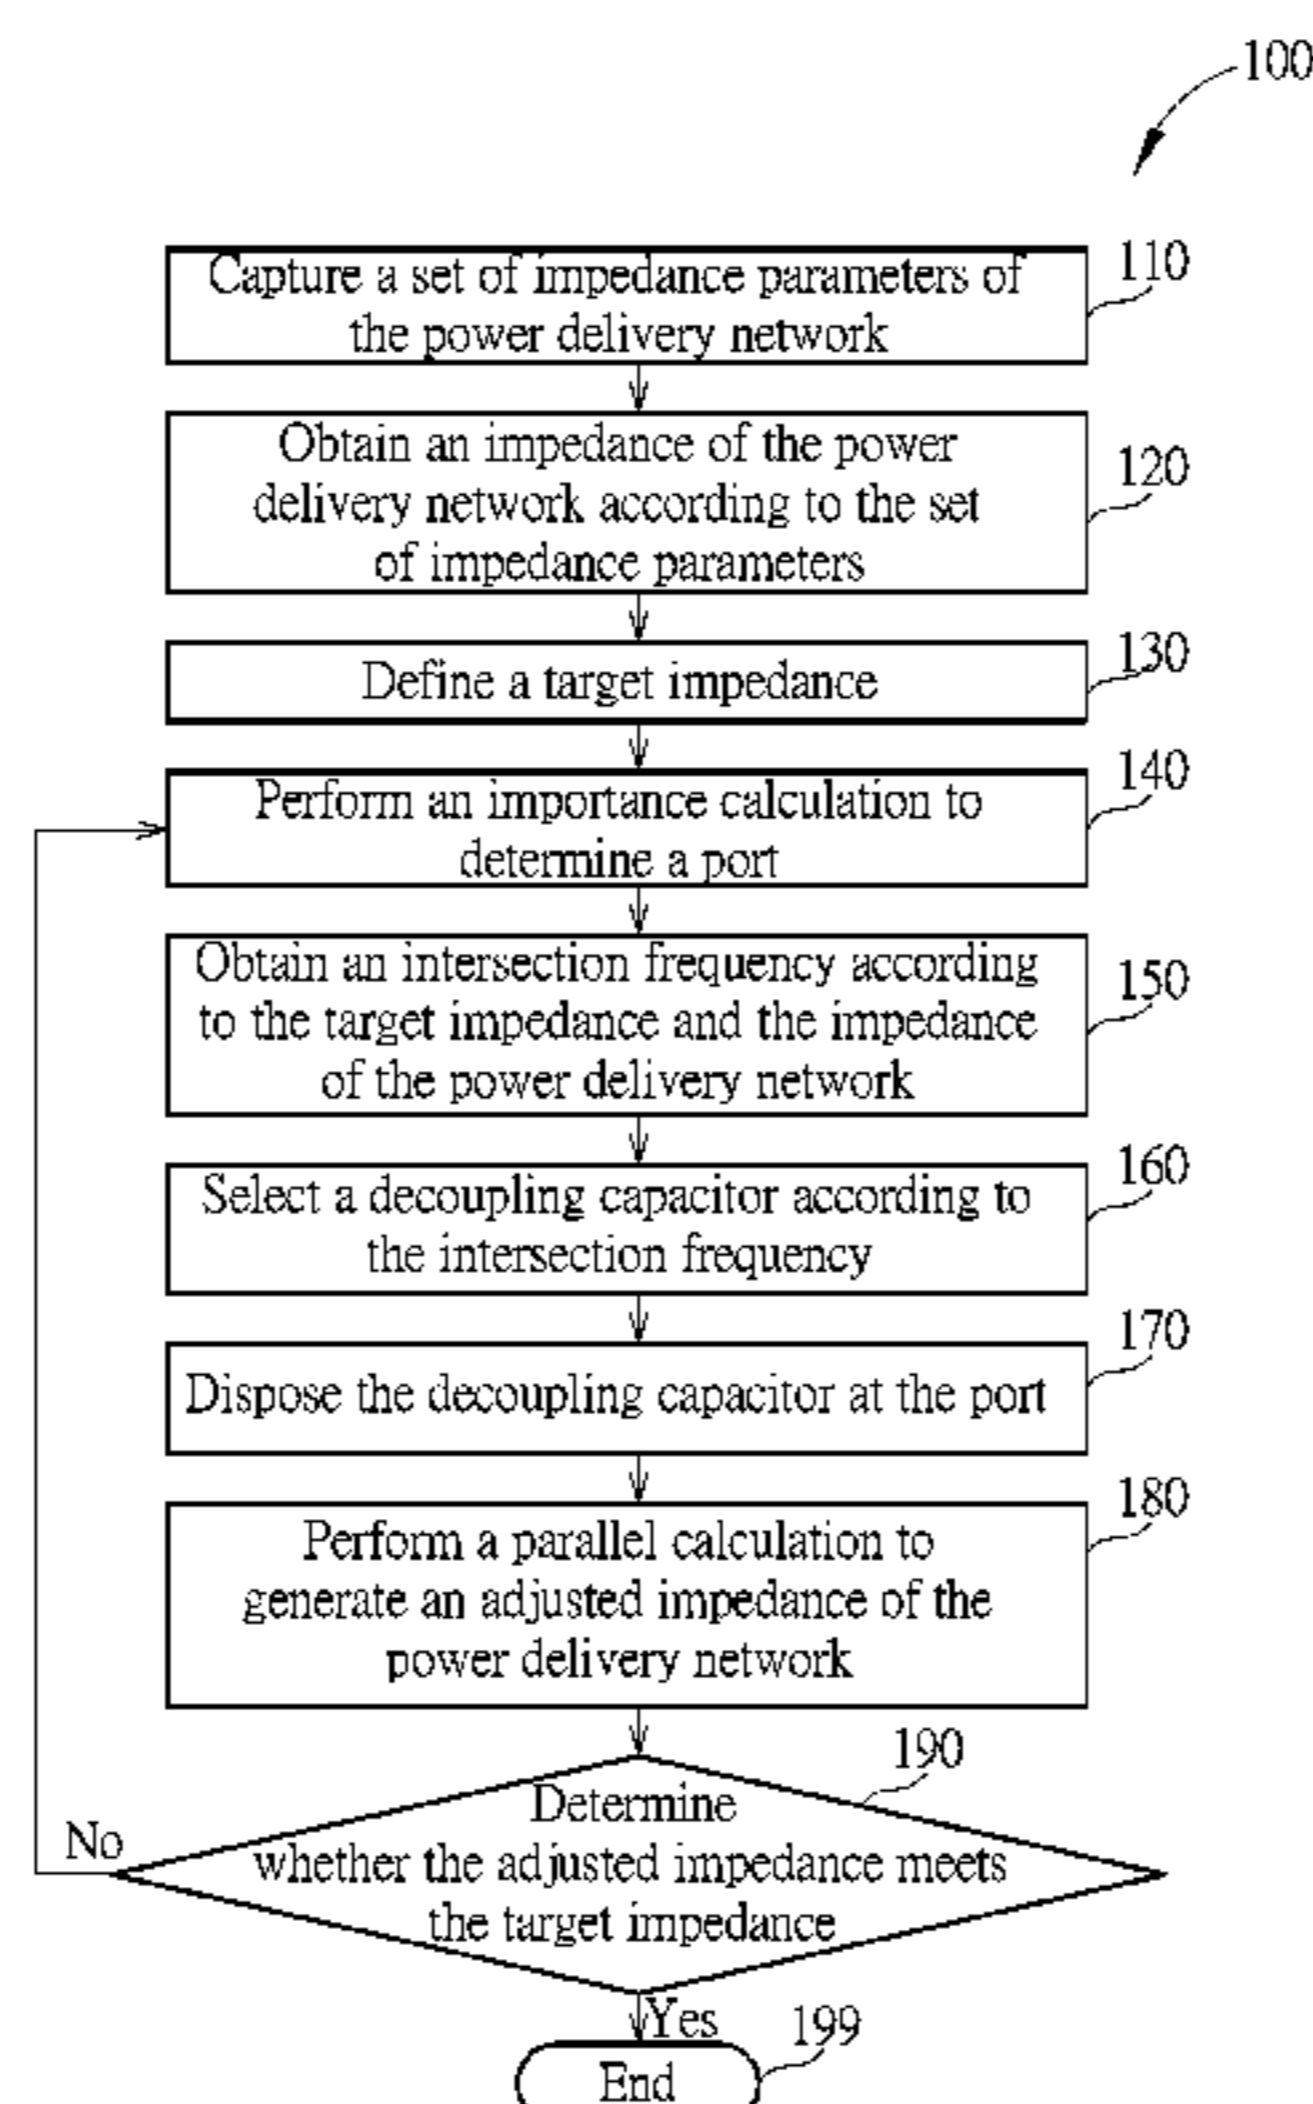 100
Capture a set of impedance parameters of
the power delivery network
110
Obtain an impedance of the power
delivery network according to the set
of impedance parameters
120
Define a target impedance
130
Perform an importance calculation to
determine a port
140
Obtain an intersection frequency according
to the target impedance and the impedance
of the power delivery network
150
Select a decoupling capacitor according to
the intersection frequency
160
Dispose the decoupling capacitor at the port
170
Perform a parallel calculation to
generate an adjusted impedance of the
power delivery network
180
Determine
whether the adjusted impedance meets
the target impedance
190
No
Yes
End
199